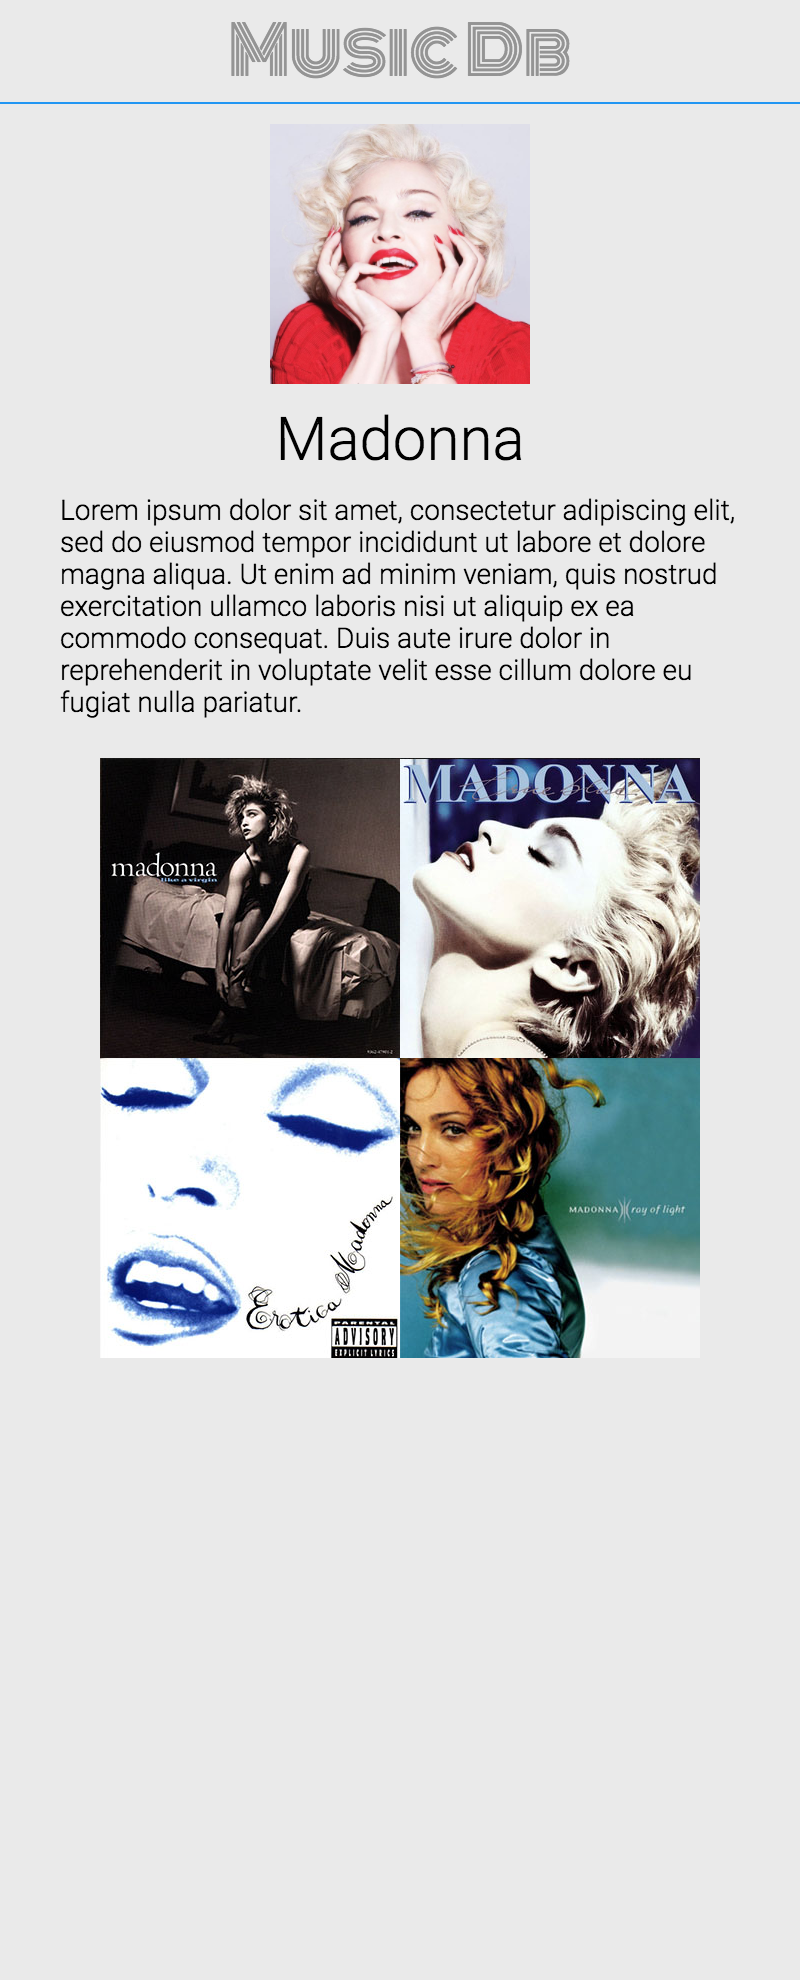 Music Db
Madonna
Lorem ipsum dolor sit amet, consectetur adipiscing elit,
sed do eiusmod tempor incididunt ut labore et dolore
magna aliqua. Ut enim ad minim veniam, quis nostrud
exercitation ullamco laboris nisi ut aliquip ex ea
commodo consequat. Duis aute irure dolor in
reprehenderit in voluptate velit esse cillum dolore eu
fugiat nulla pariatur.
madonna
like a virgin
MADONNA
true blue
Erotica Madonna
PARENTAL
ADVISORY
EXPLICIT LYRICS
MADONNA ray of light